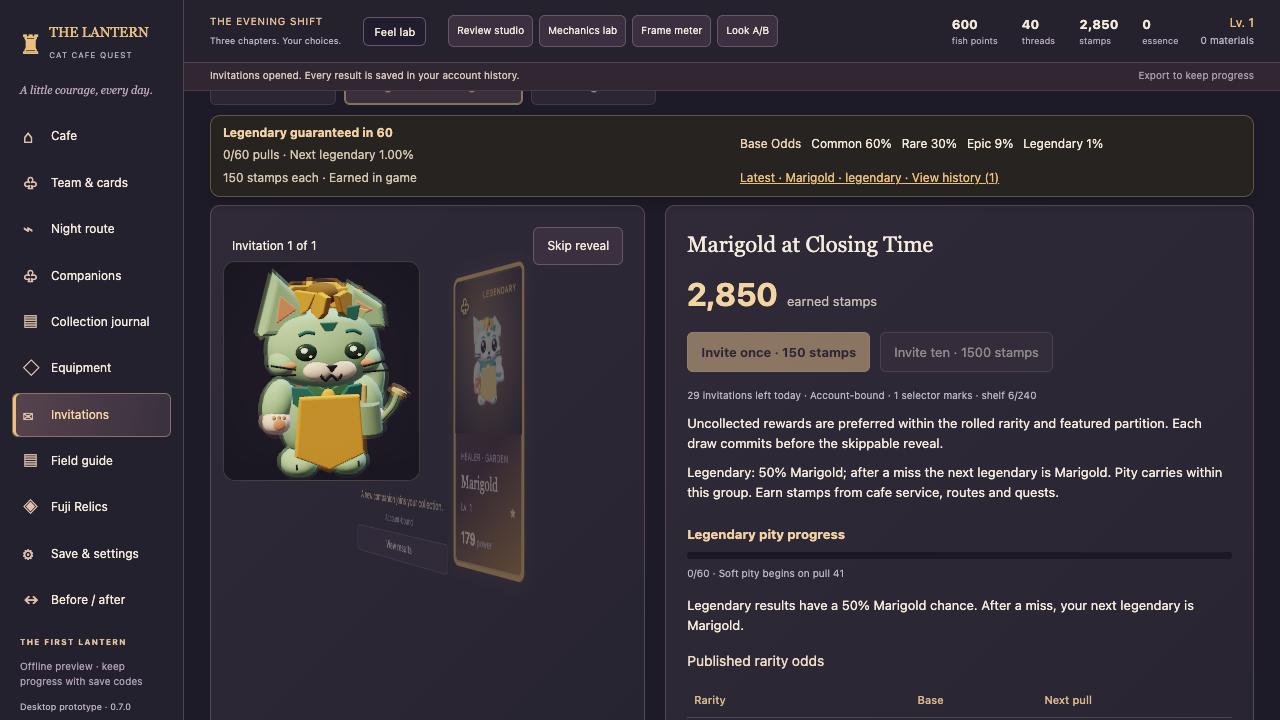 THE LANTERN
CAT CAFE QUEST
A little courage, every day.
Cafe
Team & cards
Night route
Companions
Collection journal
Equipment
Invitations
Field guide
Fuji Relics
Save & settings
Before / after
THE FIRST LANTERN
Offline preview · keep
progress with save codes
Desktop prototype · 0.7.0
THE EVENING SHIFT
Three chapters. Your choices.
Feel lab
Review studio
Mechanics lab
Frame meter
Look A/B
600
fish points
40
threads
2,850
stamps
0
essence
Lv. 1
0 materials
Invitations opened. Every result is saved in your account history.
Export to keep progress
Legendary guaranteed in 60
0/60 pulls · Next legendary 1.00%
150 stamps each · Earned in game
Base Odds Common 60% Rare 30% Epic 9% Legendary 1%
Latest · Marigold · legendary · View history (1)
Invitation 1 of 1
Skip reveal
LEGENDARY
HEALER · GARDEN
Marigold
Lv. 1
179 power
A new companion joins your collection.
Account-bound
View results
Marigold at Closing Time
2,850 earned stamps
Invite once · 150 stamps
Invite ten · 1500 stamps
29 invitations left today · Account-bound · 1 selector marks · shelf 6/240
Uncollected rewards are preferred within the rolled rarity and featured partition. Each
draw commits before the skippable reveal.
Legendary: 50% Marigold; after a miss the next legendary is Marigold. Pity carries within
this group. Earn stamps from cafe service, routes and quests.
Legendary pity progress
0/60 · Soft pity begins on pull 41
Legendary results have a 50% Marigold chance. After a miss, your next legendary is
Marigold.
Published rarity odds
Rarity Base Next pull